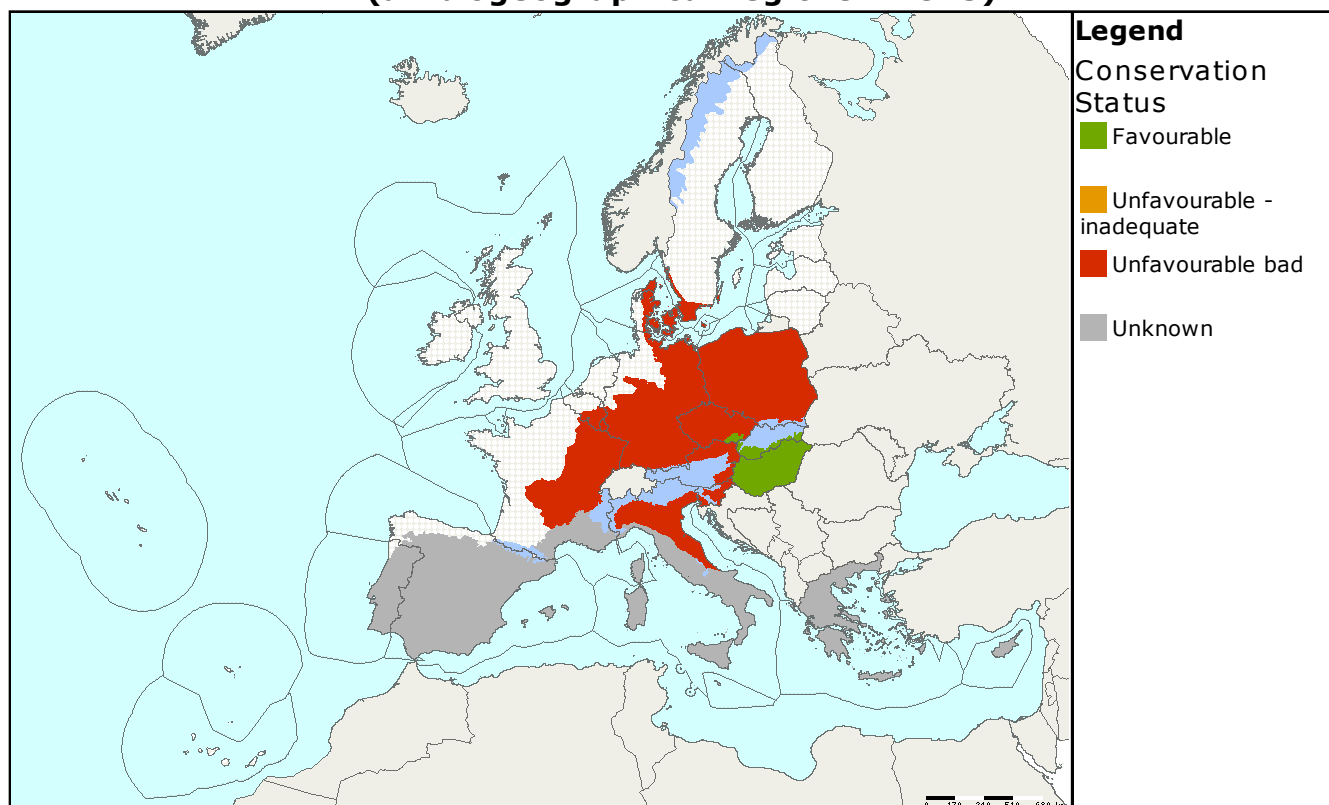 Legend
Conservation
Status
Favourable
Unfavourable -
inadequate
Unfavourable bad
Unknown